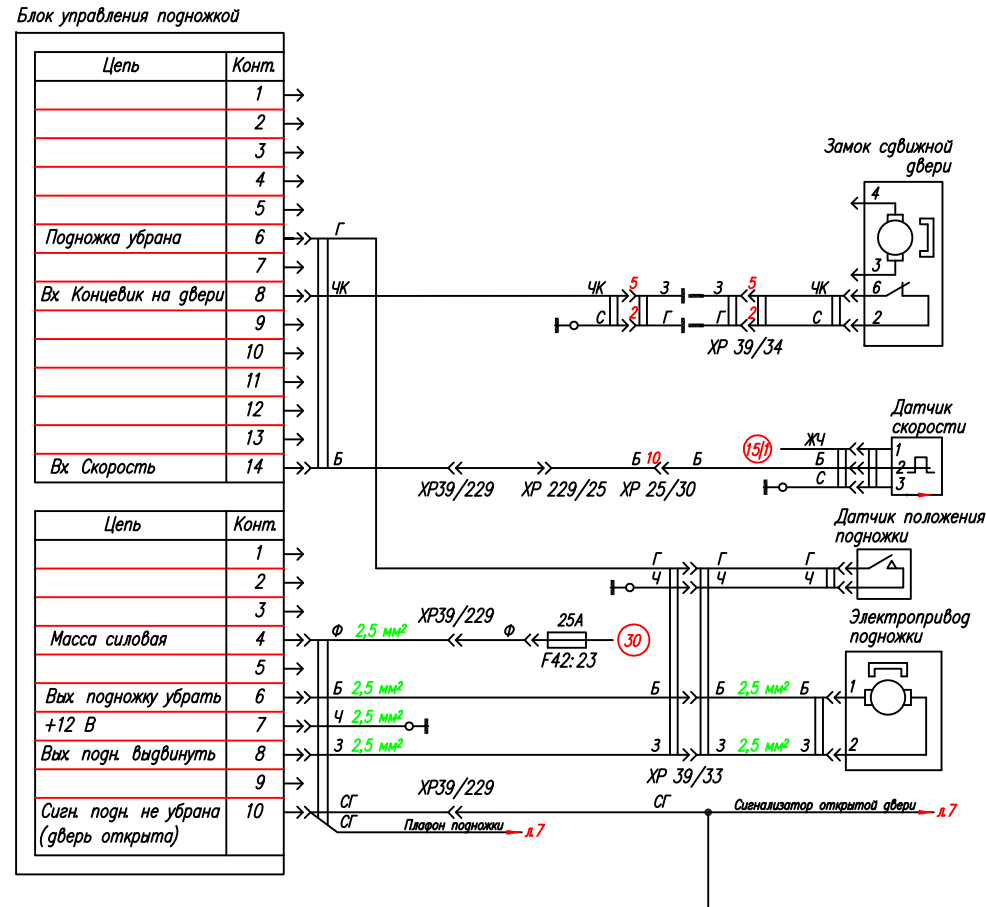 Блок управления подножкой
Цепь Конт.
1
2
3
4
5
Подножка убрана 6
7
Вх. Концевик на двери 8
9
10
11
12
13
Вх. Скорость 14
Цепь Конт.
1
2
3
Масса силовая 4
5
Вых. подножку убрать 6
+12 В 7
Вых. подн. выдвинуть 8
9
Сигн. подн. не убрана 10
(дверь открыта)
Г
ЧК ЧК 5 З З 5 ЧК 6
С 2 Г Г 2 С 2
ХР 39/34
Замок сдвижной
двери
4
3
Датчик
скорости
15/1 ЖЧ 1
Б Б 10 Б Б 2
С 3
ХР39/229 ХР 229/25 ХР 25/30
Датчик положения
подножки
Г Г Г
Ч Ч Ч
ХР39/229
Ф 2,5 мм² Ф 25А 30
F42:23
Электропривод
подножки
Б 2,5 мм² Б Б 2,5 мм² Б 1
Ч 2,5 мм²
З 2,5 мм² З З 2,5 мм² З 2
ХР 39/33
ХР39/229
СГ СГ Сигнализатор открытой двери л.7
СГ Плафон подножки л.7